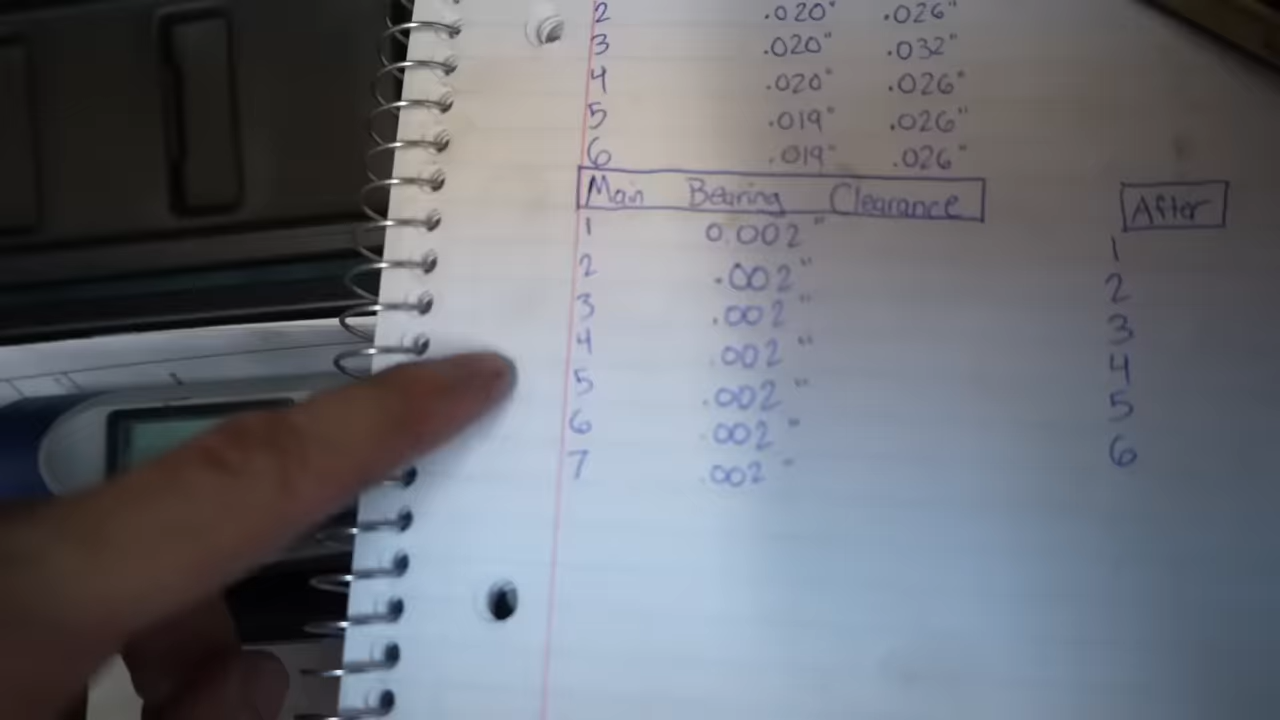 2 .020" .026"
3 .020" .032"
4 .020" .026"
5 .019" .026"
6 .019" .026"
Main Bearing Clearance
1 0.002"
2 .002"
3 .002"
4 .002"
5 .002"
6 .002"
7 .002"
After
1
2
3
4
5
6